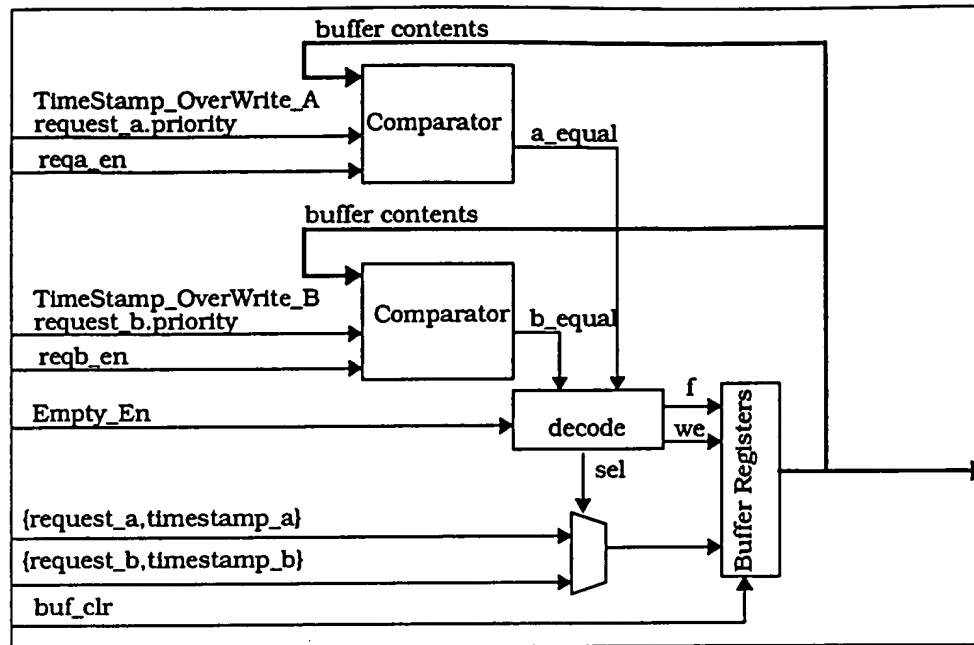 buffer contents
TimeStamp_OverWrite_A
request_a.priority
Comparator
a_equal
reqa_en
buffer contents
TimeStamp_OverWrite_B
request_b.priority
Comparator
b_equal
reqb_en
Empty_En
decode
f
we
sel
Buffer Registers
{request_a,timestamp_a}
{request_b,timestamp_b}
buf_clr